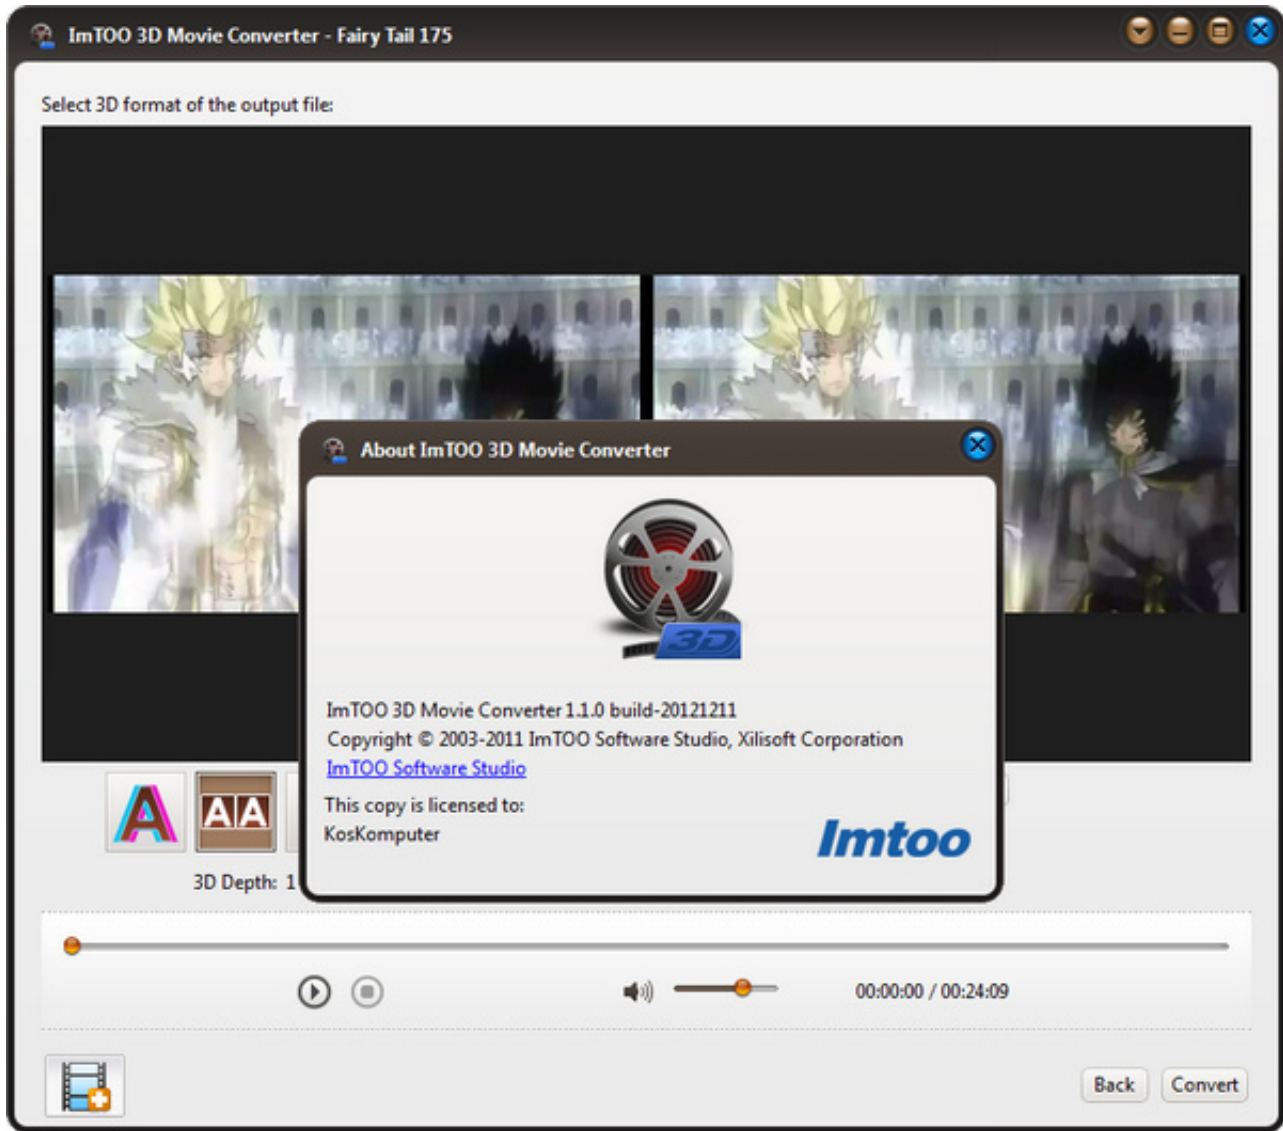 ImTOO 3D Movie Converter - Fairy Tail 175
Select 3D format of the output file:
About ImTOO 3D Movie Converter
3D
ImTOO 3D Movie Converter 1.1.0 build-20121211
Copyright © 2003-2011 ImTOO Software Studio, Xilisoft Corporation
ImTOO Software Studio
This copy is licensed to:
KosKomputer
Imtoo
A
AA
3D Depth: 1
00:00:00 / 00:24:09
Back
Convert